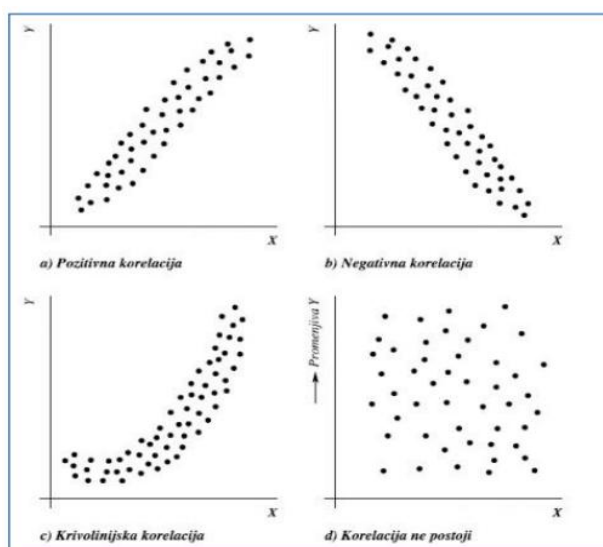 Y
X
a) Pozitivna korelacija
Y
X
b) Negativna korelacija
Y
X
c) Krivolinijska korelacija
Promenjiva Y
X
d) Korelacija ne postoji